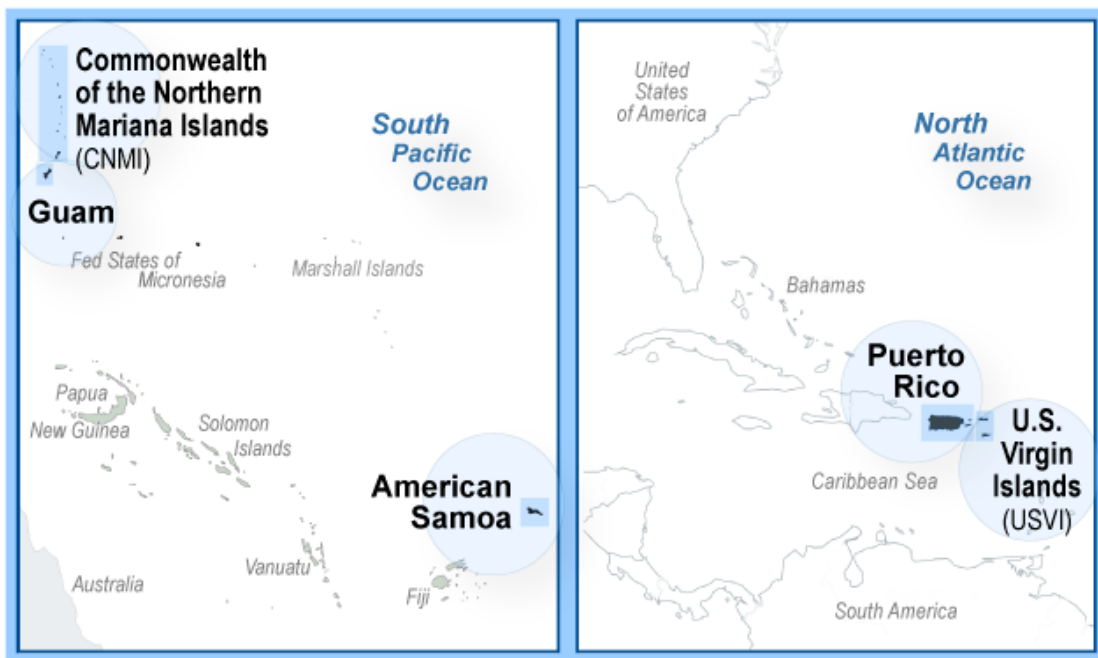 Commonwealth
of the Northern
Mariana Islands
(CNMI)
Guam
South
Pacific
Ocean
Fed States of
Micronesia
Marshall Islands
Papua
New Guinea
Solomon
Islands
American
Samoa
Vanuatu
Fiji
Australia
United
States
of America
North
Atlantic
Ocean
Bahamas
Puerto
Rico
U.S.
Virgin
Islands
(USVI)
Caribbean Sea
South America